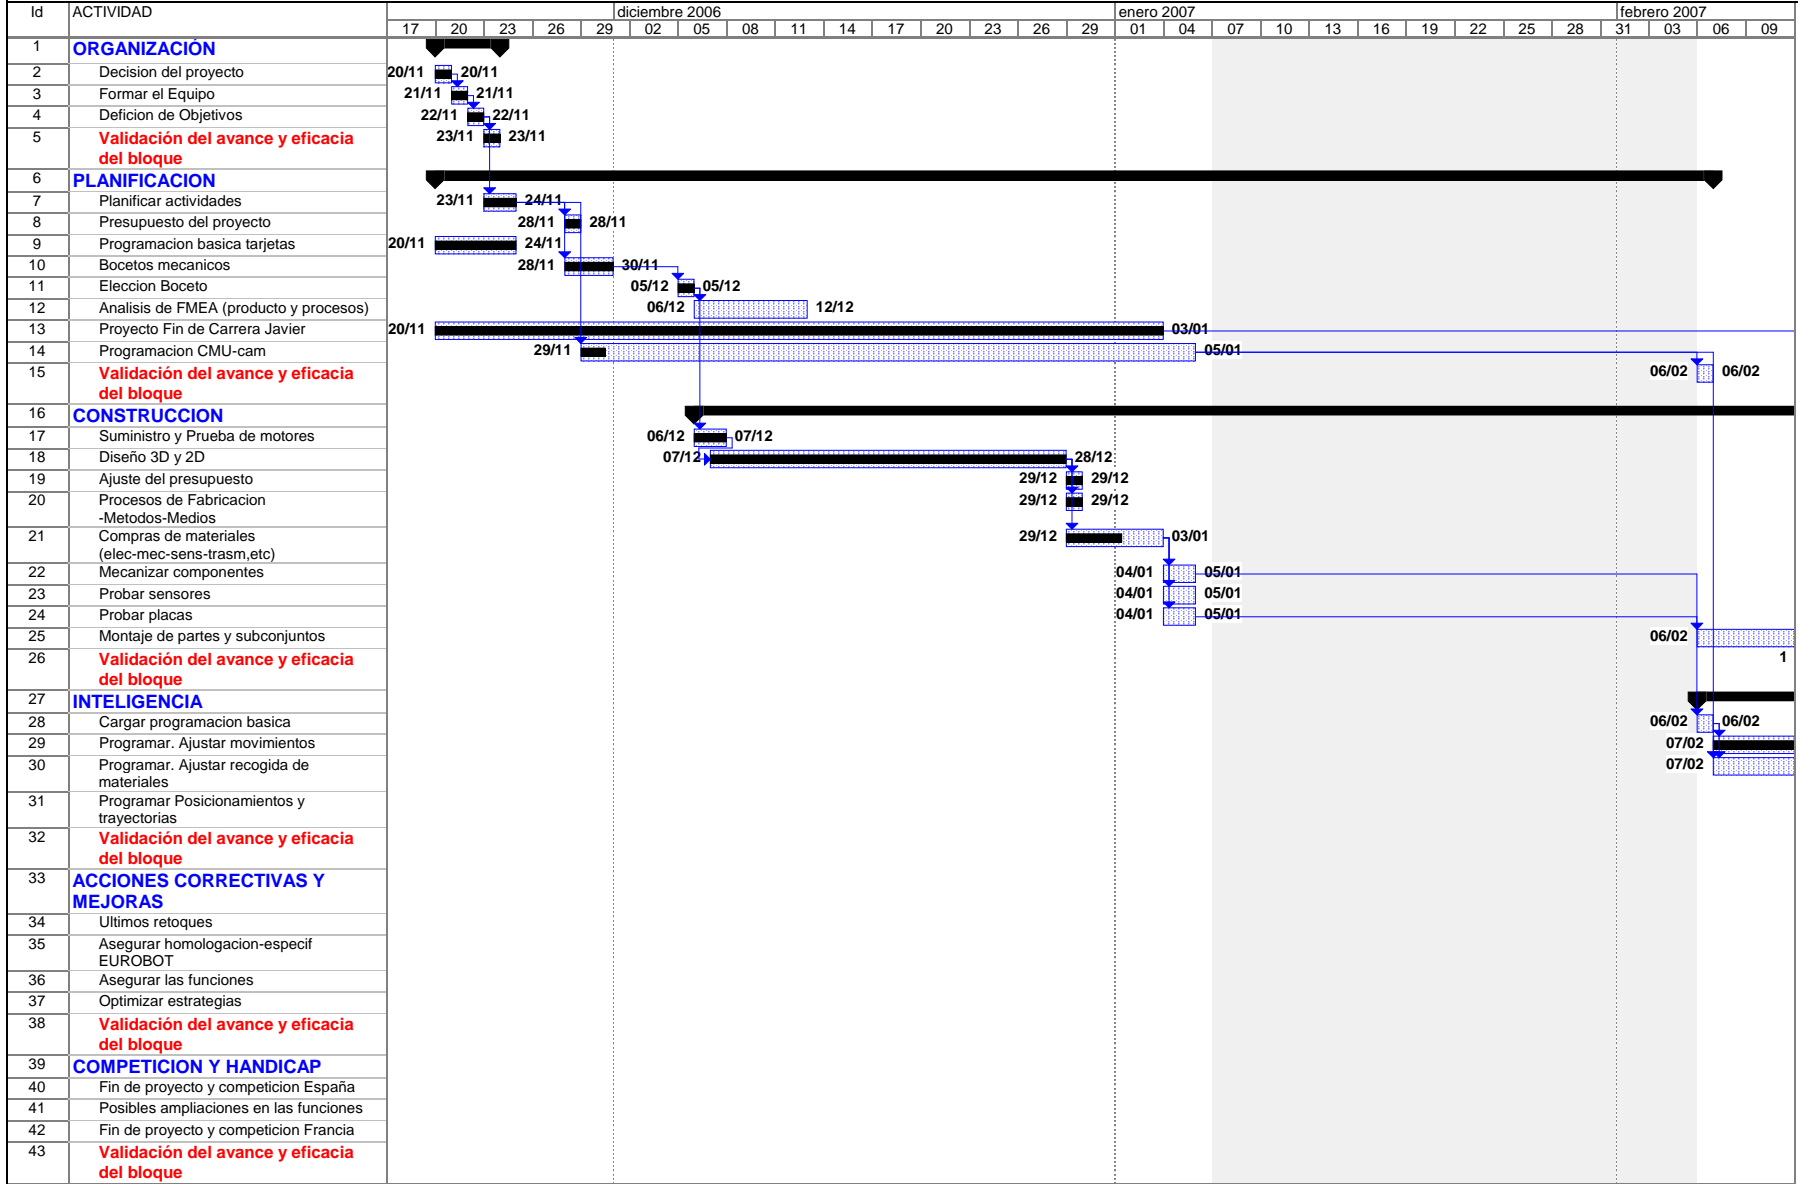 Id ACTIVIDAD diciembre 2006 enero 2007 febrero 2007
17 20 23 26 29 02 05 08 11 14 17 20 23 26 29 01 04 07 10 13 16 19 22 25 28 31 03 06 09
1 ORGANIZACIÓN
2 Decision del proyecto 20/11 20/11
3 Formar el Equipo 21/11 21/11
4 Deficion de Objetivos 22/11 22/11
5 Validación del avance y eficacia 23/11 23/11
del bloque
6 PLANIFICACION
7 Planificar actividades 23/11 24/11
8 Presupuesto del proyecto 28/11 28/11
9 Programacion basica tarjetas 20/11 24/11
10 Bocetos mecanicos 28/11 30/11
11 Eleccion Boceto 05/12 05/12
12 Analisis de FMEA (producto y procesos) 06/12 12/12
13 Proyecto Fin de Carrera Javier 20/11 03/01
14 Programacion CMU-cam 29/11 05/01
15 Validación del avance y eficacia 06/02 06/02
del bloque
16 CONSTRUCCION
17 Suministro y Prueba de motores 06/12 07/12
18 Diseño 3D y 2D 07/12 28/12
19 Ajuste del presupuesto 29/12 29/12
20 Procesos de Fabricacion 29/12 29/12
-Metodos-Medios
21 Compras de materiales 29/12 03/01
(elec-mec-sens-trasm,etc)
22 Mecanizar componentes 04/01 05/01
23 Probar sensores 04/01 05/01
24 Probar placas 04/01 05/01
25 Montaje de partes y subconjuntos 06/02
26 Validación del avance y eficacia 1
del bloque
27 INTELIGENCIA
28 Cargar programacion basica 06/02 06/02
29 Programar. Ajustar movimientos 07/02
30 Programar. Ajustar recogida de 07/02
materiales
31 Programar Posicionamientos y
trayectorias
32 Validación del avance y eficacia
del bloque
33 ACCIONES CORRECTIVAS Y
MEJORAS
34 Ultimos retoques
35 Asegurar homologacion-especif
EUROBOT
36 Asegurar las funciones
37 Optimizar estrategias
38 Validación del avance y eficacia
del bloque
39 COMPETICION Y HANDICAP
40 Fin de proyecto y competicion España
41 Posibles ampliaciones en las funciones
42 Fin de proyecto y competicion Francia
43 Validación del avance y eficacia
del bloque